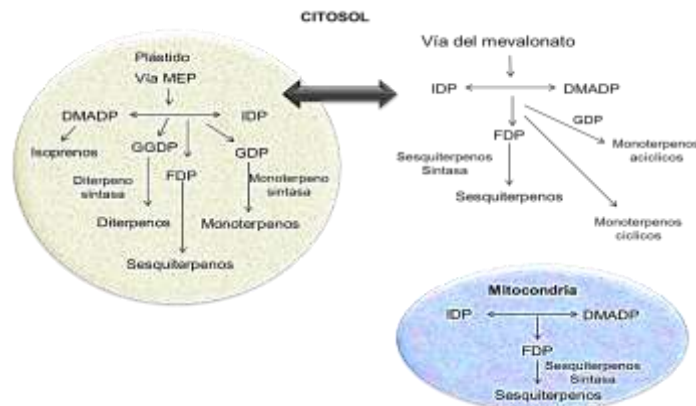 CITOSOL
Plástido
Vía MEP
DMADP
IDP
Isoprenos
GGDP
GDP
FDP
Diterpeno
sintasa
Monoterpeno
sintasa
Diterpenos
Monoterpenos
Sesquiterpenos
Vía del mevalonato
IDP
DMADP
GDP
FDP
Monoterpenos
acíclicos
Sesquiterpenos
Sintasa
Sesquiterpenos
Monoterpenos
cíclicos
Mitocondria
IDP
DMADP
FDP
Sesquiterpenos
Sintasa
Sesquiterpenos